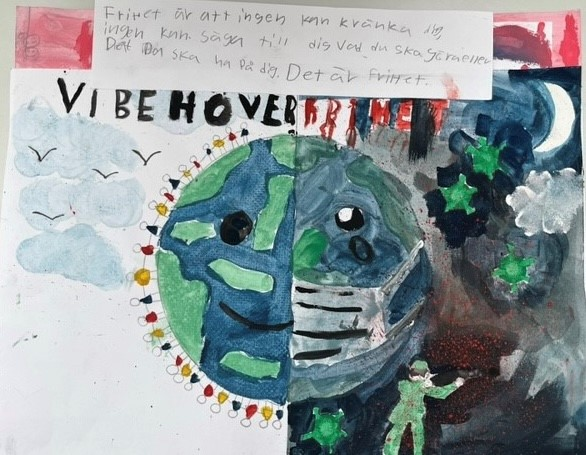 Frihet är att ingen kan kränka dig,
ingen kan säga till dig vad du ska göra eller
ska ha på dig. Det är frihet.
VI BEHÖVER FRIHET